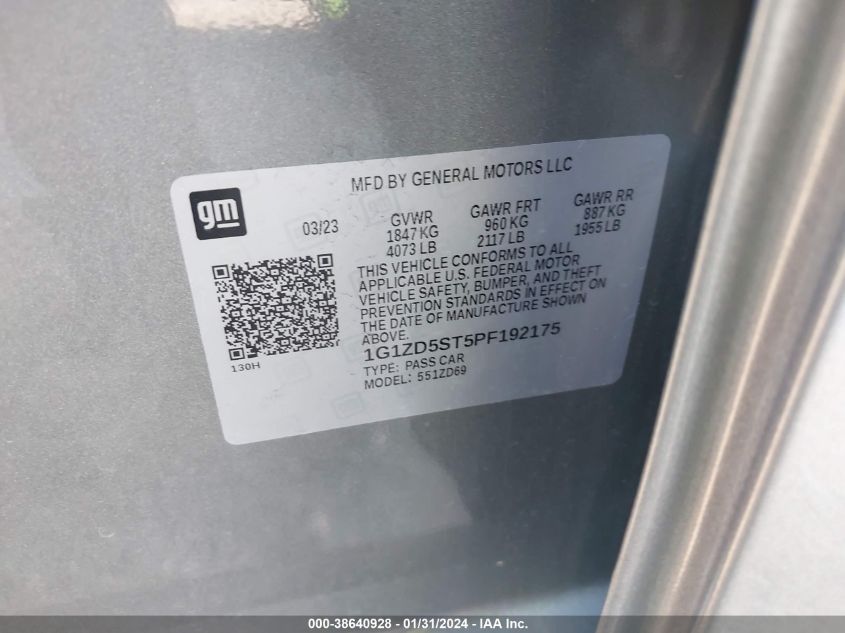 MFD BY GENERAL MOTORS LLC
gm
03/23 GVWR GAWR FRT GAWR RR
1847 KG 960 KG 887 KG
4073 LB 2117 LB 1955 LB
THIS VEHICLE CONFORMS TO ALL
APPLICABLE U.S. FEDERAL MOTOR
VEHICLE SAFETY, BUMPER, AND THEFT
PREVENTION STANDARDS IN EFFECT ON
THE DATE OF MANUFACTURE SHOWN
ABOVE.
130H
1G1ZD5ST5PF192175
TYPE: PASS CAR
MODEL: 551ZD69
000-38640928 - 01/31/2024 - IAA Inc.